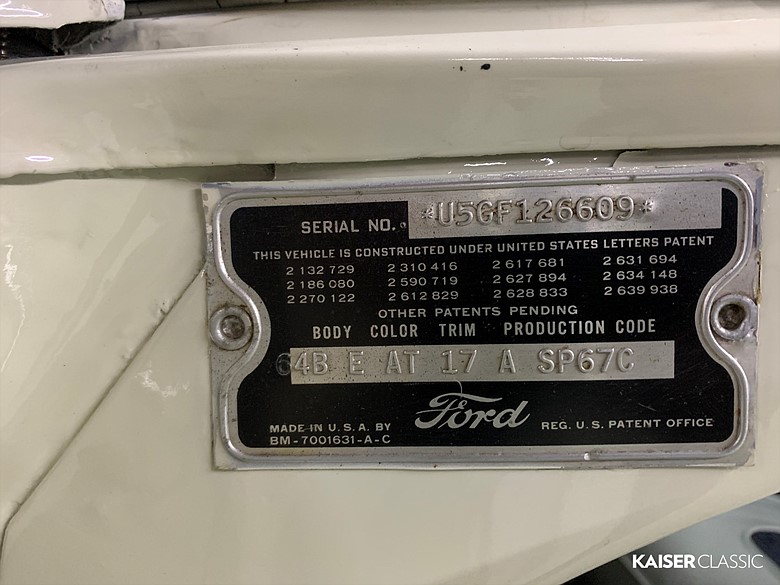 SERIAL NO. *U5GF126609*
THIS VEHICLE IS CONSTRUCTED UNDER UNITED STATES LETTERS PATENT
2 132 729 2 310 416 2 617 681 2 631 694
2 186 080 2 590 719 2 627 894 2 634 148
2 270 122 2 612 829 2 628 833 2 639 938
OTHER PATENTS PENDING
BODY COLOR TRIM PRODUCTION CODE
64B E AT 17 A SP67C
MADE IN U.S.A. BY Ford REG. U.S. PATENT OFFICE
BM-7001631-A-C
KAISER CLASSIC